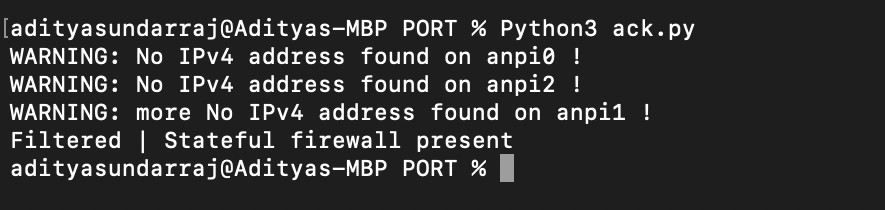 [adityasundarraj@Adityas-MBP PORT % Python3 ack.py
WARNING: No IPv4 address found on anpi0 !
WARNING: No IPv4 address found on anpi2 !
WARNING: more No IPv4 address found on anpi1 !
Filtered | Stateful firewall present
adityasundarraj@Adityas-MBP PORT %